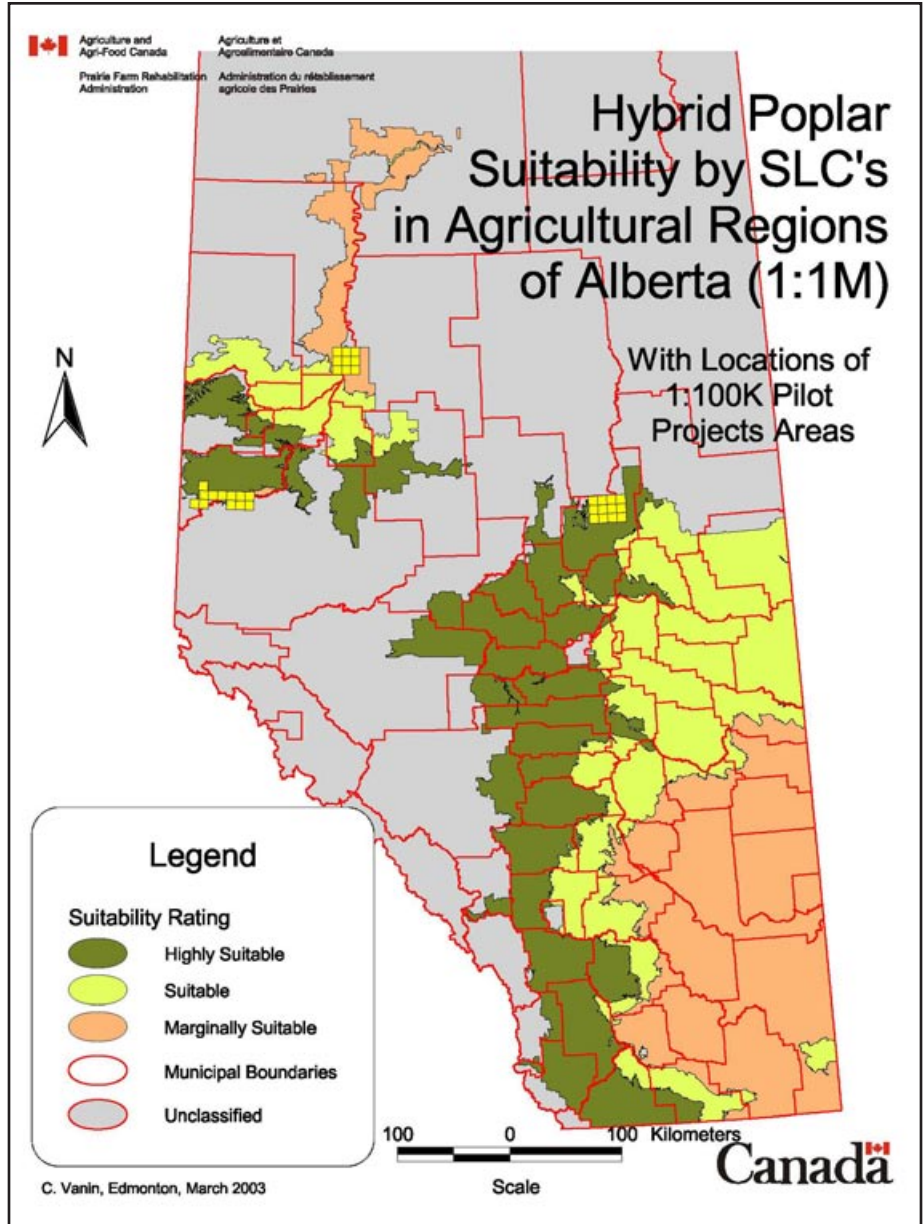 Agriculture and
Agri-Food Canada
Agriculture et
Agroalimentaire Canada
Prairie Farm Rehabilitation
Administration
Administration du rétablissement
agricole des Prairies
Hybrid Poplar
Suitability by SLC's
in Agricultural Regions
of Alberta (1:1M)
With Locations of
1:100K Pilot
Projects Areas
N
Legend
Suitability Rating
Highly Suitable
Suitable
Marginally Suitable
Municipal Boundaries
Unclassified
100 0 100 Kilometers
Scale
C. Vanin, Edmonton, March 2003
Canada